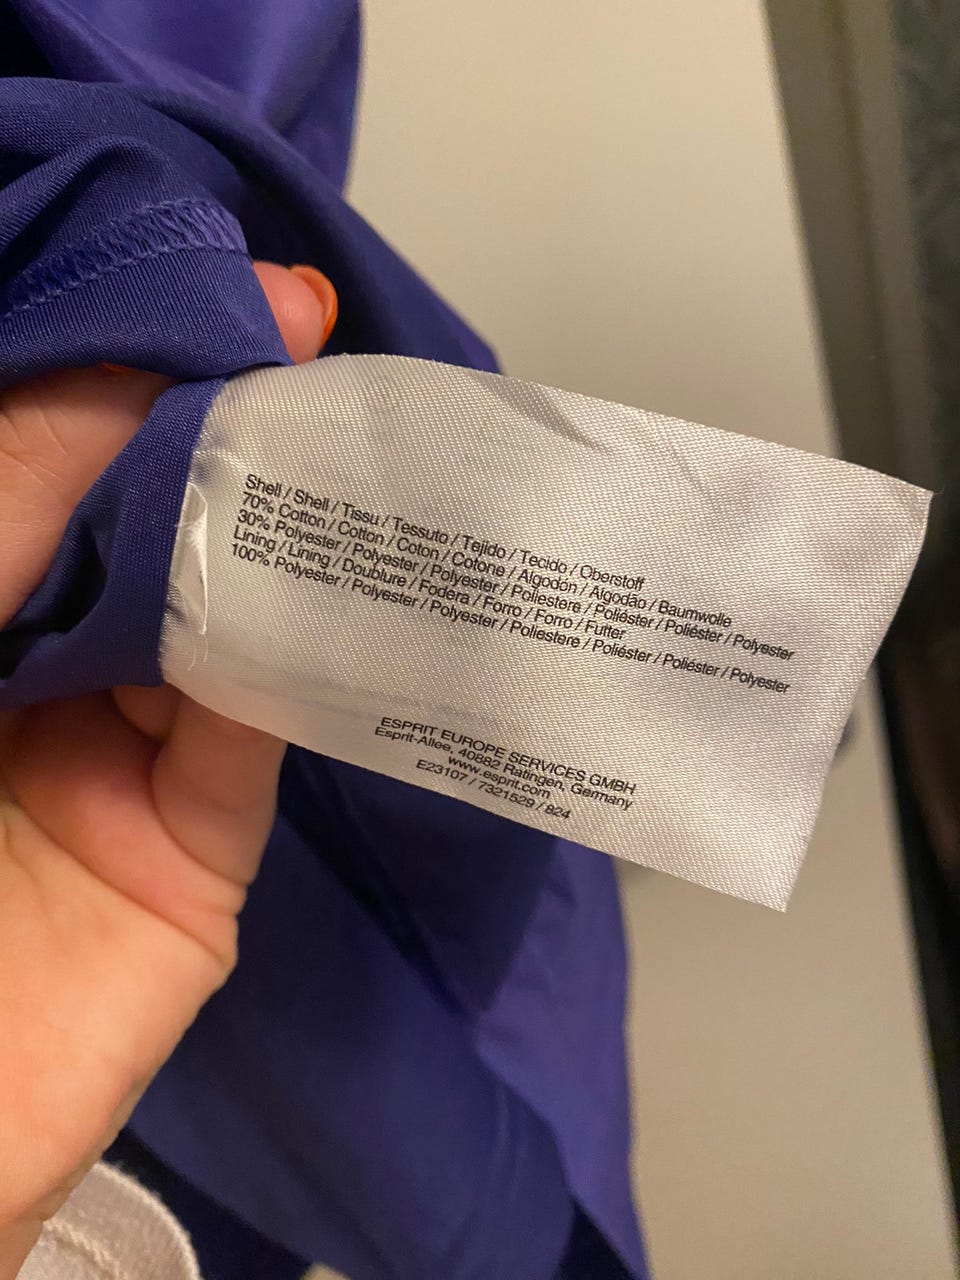 Shell / Shell / Tissu / Tessuto / Tejido / Tecido / Oberstoff
70% Cotton / Cotton / Coton / Cotone / Algodón / Algodão / Baumwolle
30% Polyester / Polyester / Polyester / Poliestere / Poliéster / Poliéster / Polyester
Lining / Lining / Doublure / Fodera / Forro / Forro / Futter
100% Polyester / Polyester / Polyester / Poliestere / Poliéster / Poliéster / Polyester
ESPRIT EUROPE SERVICES GMBH
Esprit-Allee, 40882 Ratingen, Germany
www.esprit.com
E23107 / 7321529 / 824